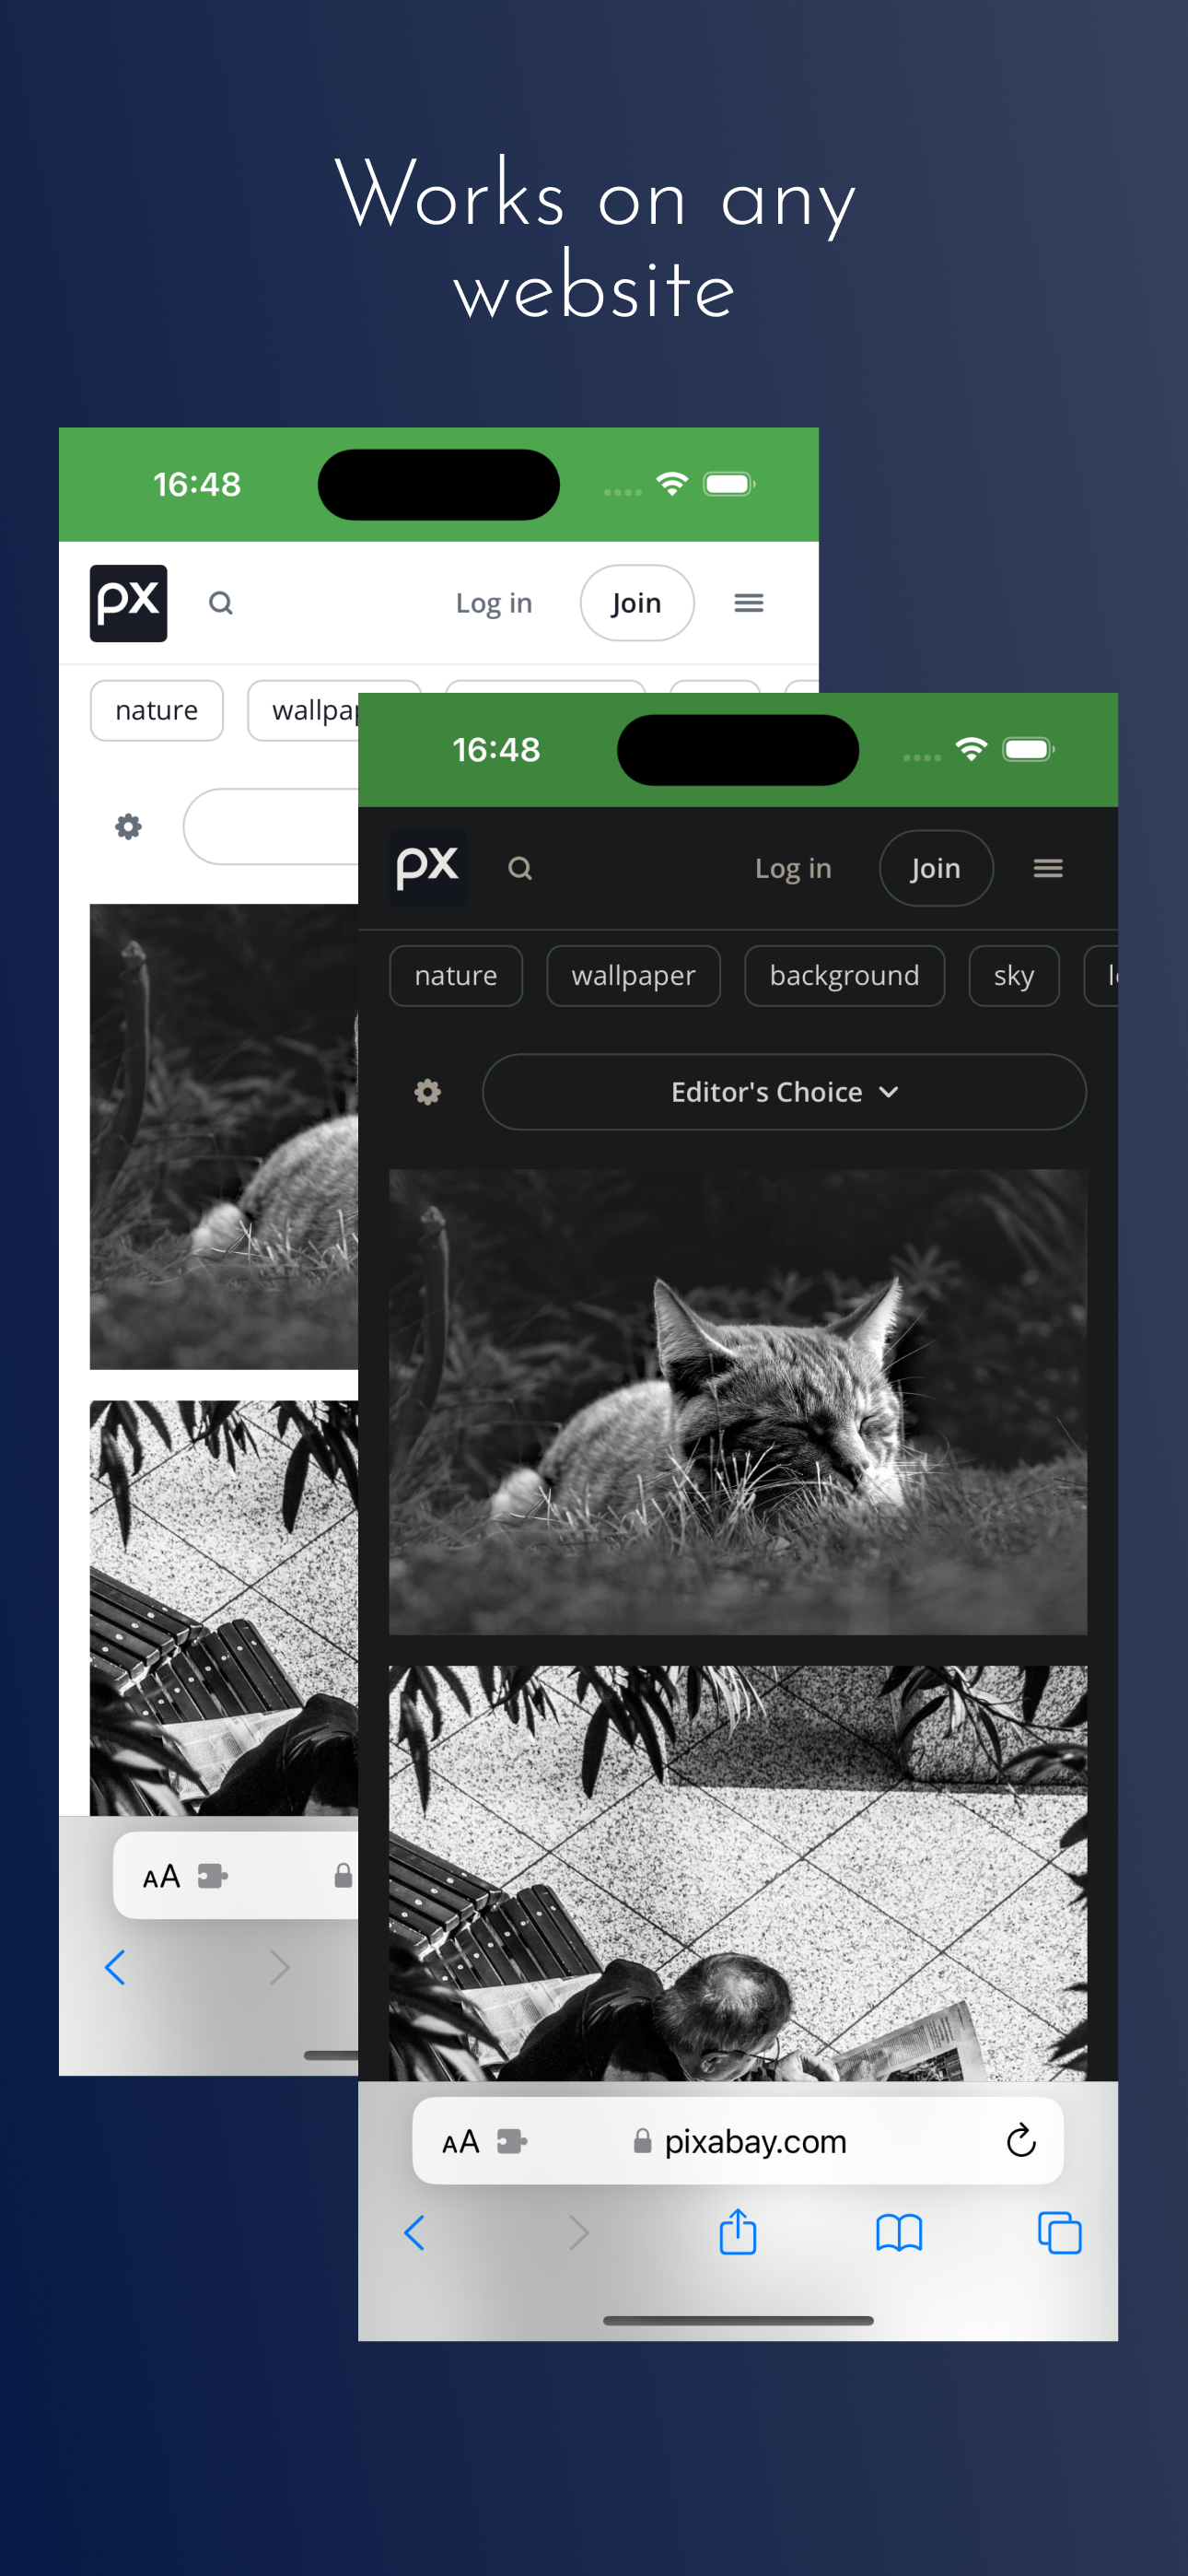 Works on any
website
16:48
px
Log in
Join
nature
wallpap
16:48
px
Log in
Join
nature
wallpaper
background
sky
Editor's Choice
AA
AA
pixabay.com